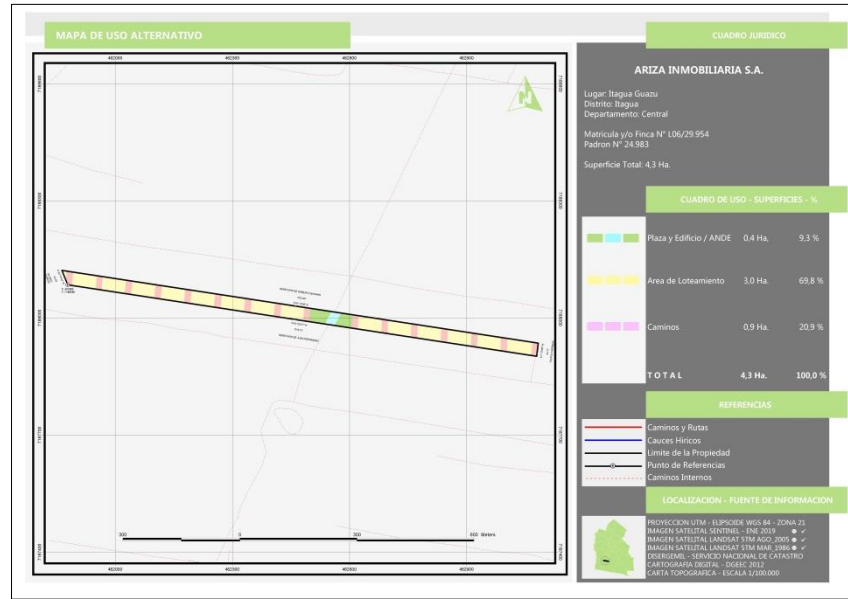 MAPA DE USO ALTERNATIVO
CUADRO JURIDICO
ARIZA INMOBILIARIA S.A.
Lugar: Itagua Guazu
Distrito: Itagua
Departamento: Central
Matricula y/o Finca N° L06/29.954
Padron N° 24.983
Superficie Total: 4,3 Ha.
CUADRO DE USO - SUPERFICIES - %
Plaza y Edificio / ANDE 0,4 Ha, 9,3 %
Area de Loteamiento 3,0 Ha. 69,8 %
Caminos 0,9 Ha. 20,9 %
T O T A L 4,3 Ha. 100,0 %
REFERENCIAS
Caminos y Rutas
Cauces Hiricos
Limite de la Propiedad
Punto de Referencias
Caminos Internos
LOCALIZACION - FUENTE DE INFORMACION
PROYECCION UTM - ELIPSOIDE WGS 84 - ZONA 21
IMAGEN SATELITAL SENTINEL - ENE 2019
IMAGEN SATELITAL LANDSAT 5TM AGO_2005
IMAGEN SATELITAL LANDSAT 5TM MAR_1986
DISERGEMIL - SERVICIO NACIONAL DE CATASTRO
CARTOGRAFIA DIGITAL - DGEEC 2012
CARTA TOPOGRAFICA - ESCALA 1/100.000
300 0 300 600 Meters